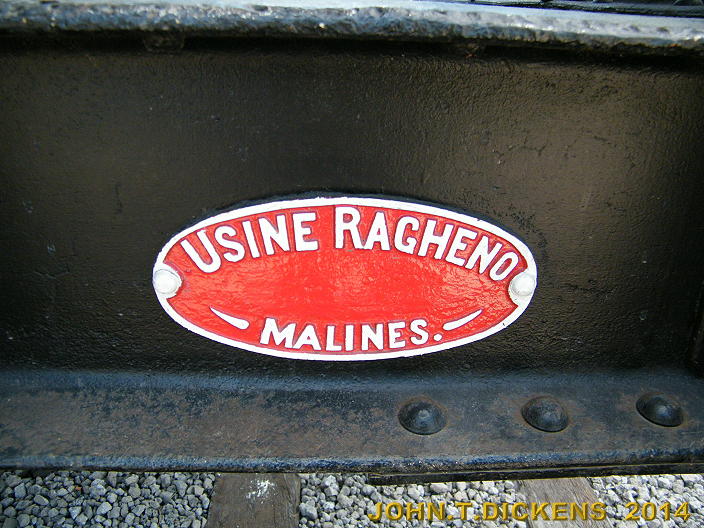 USINE RAGHENO
MALINES.
JOHN.T.DICKENS 2014